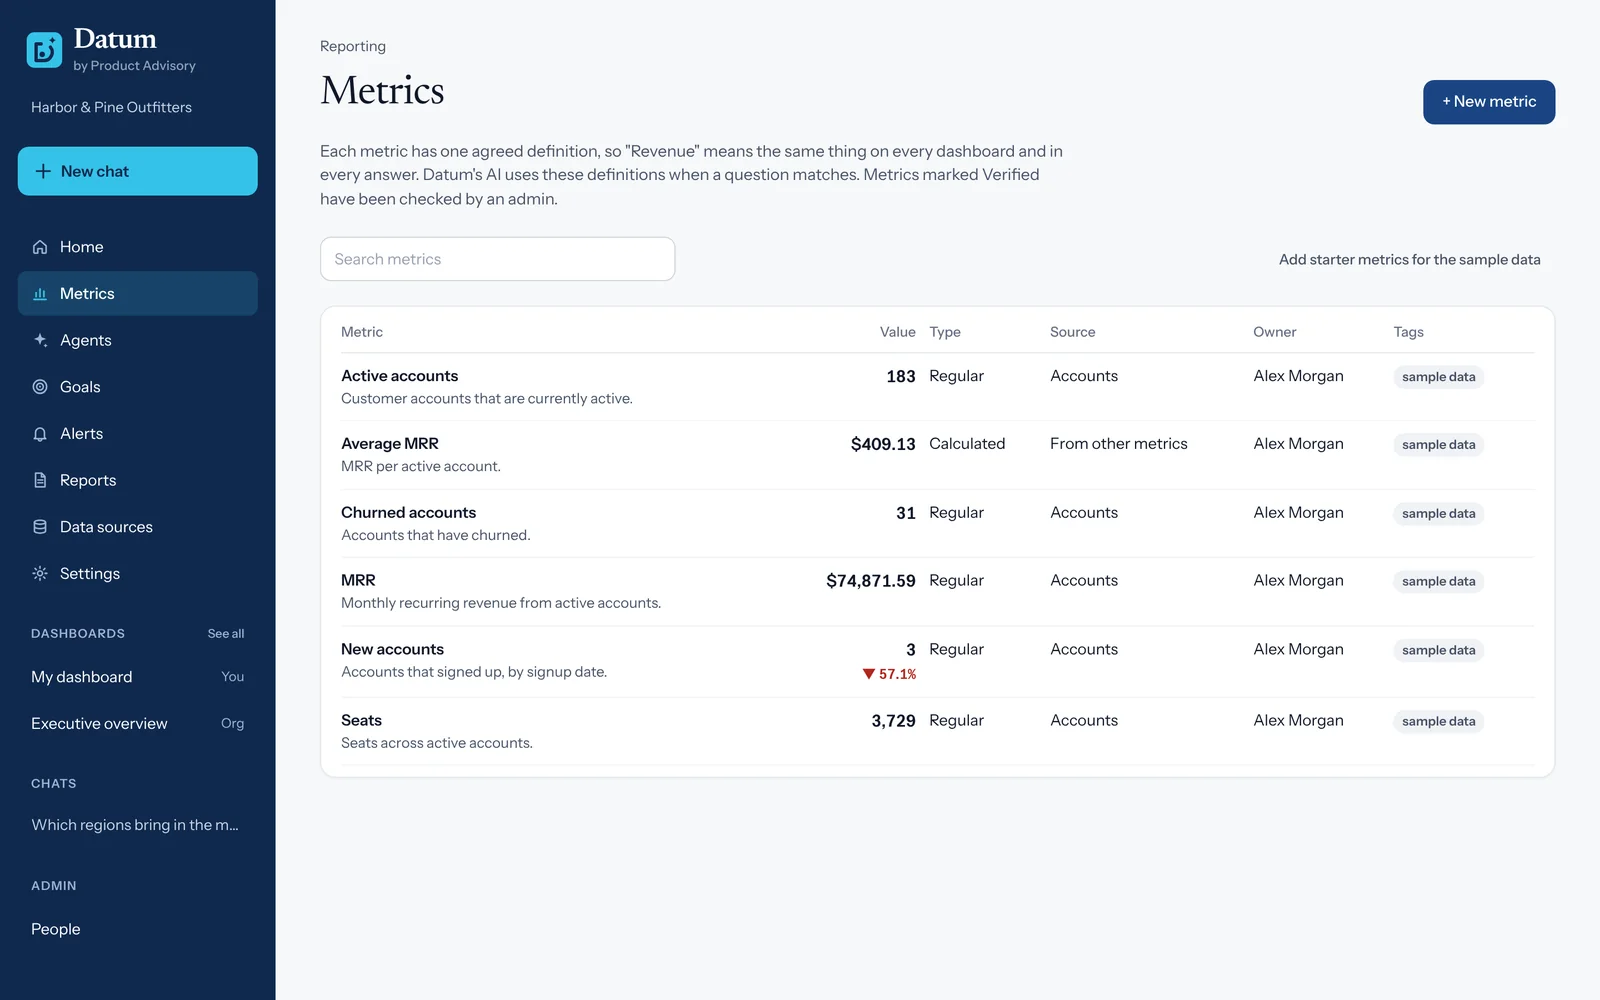 Datum
by Product Advisory
Harbor & Pine Outfitters
New chat
Home
Metrics
Agents
Goals
Alerts
Reports
Data sources
Settings
DASHBOARDS See all
My dashboard You
Executive overview Org
CHATS
Which regions bring in the m...
ADMIN
People
Reporting
Metrics
+ New metric
Each metric has one agreed definition, so "Revenue" means the same thing on every dashboard and in
every answer. Datum's AI uses these definitions when a question matches. Metrics marked Verified
have been checked by an admin.
Search metrics
Add starter metrics for the sample data
Metric Value Type Source Owner Tags
Active accounts 183 Regular Accounts Alex Morgan sample data
Customer accounts that are currently active.
Average MRR $409.13 Calculated From other metrics Alex Morgan sample data
MRR per active account.
Churned accounts 31 Regular Accounts Alex Morgan sample data
Accounts that have churned.
MRR $74,871.59 Regular Accounts Alex Morgan sample data
Monthly recurring revenue from active accounts.
New accounts 3 Regular Accounts Alex Morgan sample data
Accounts that signed up, by signup date. ▼ 57.1%
Seats 3,729 Regular Accounts Alex Morgan sample data
Seats across active accounts.